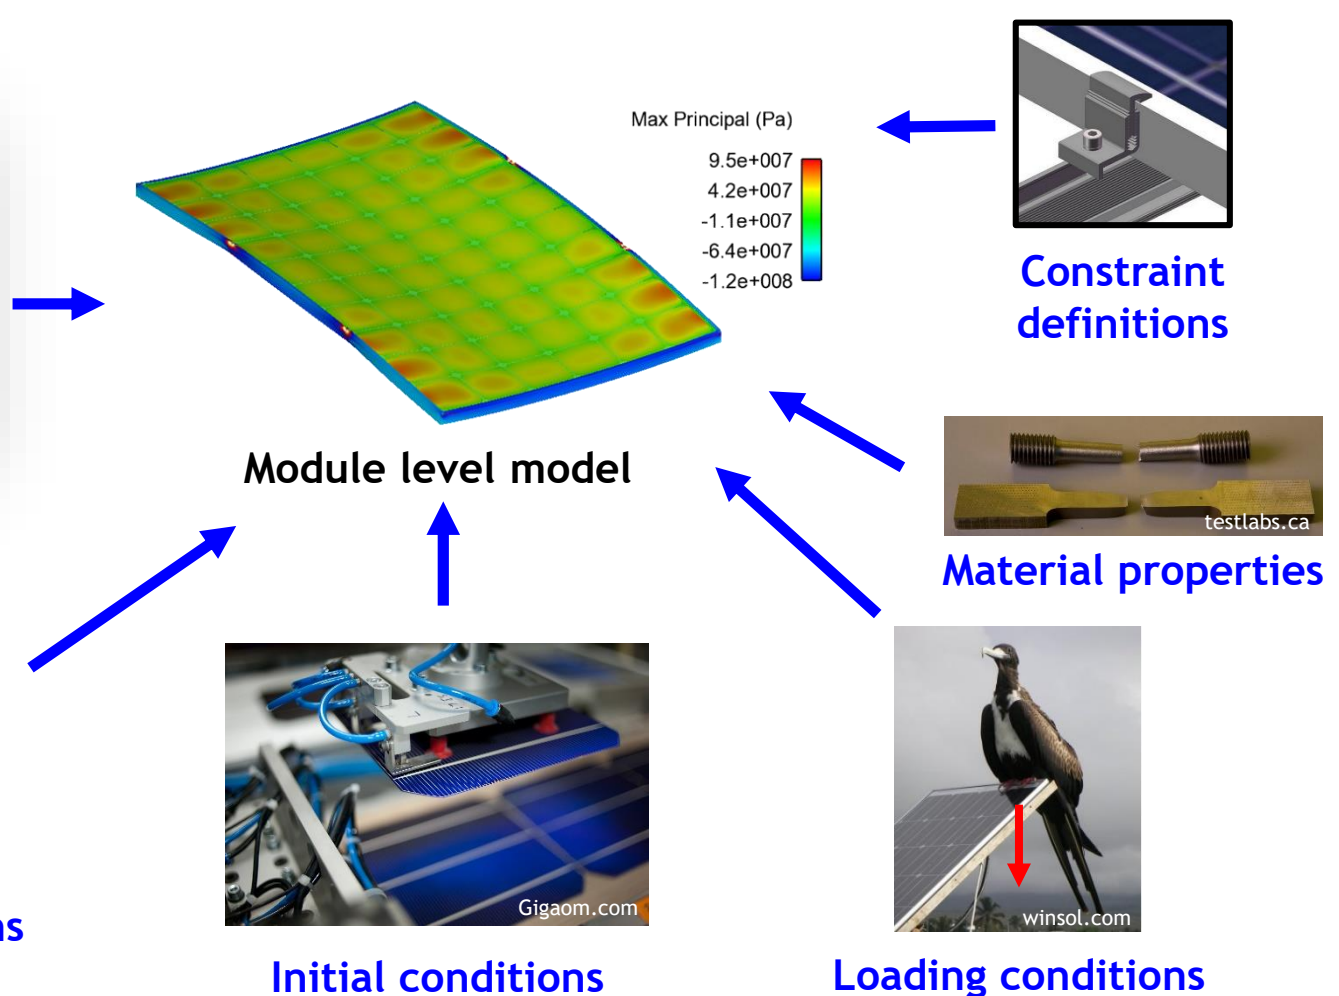 Max Principal (Pa)
9.5e+007
4.2e+007
-1.1e+007
-6.4e+007
-1.2e+008
Constraint
definitions
Module level model
testlabs.ca
Material properties
Gigaom.com
winsol.com
Initial conditions
Loading conditions